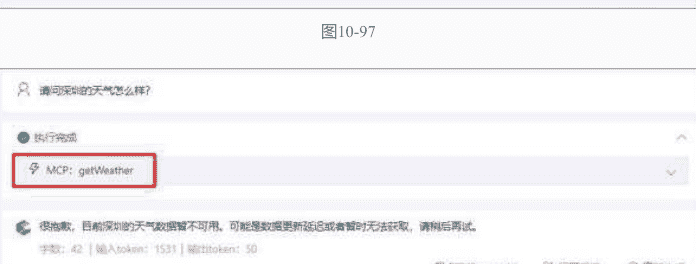 图10-97
请问深圳的天气怎么样?
执行完成
MCP: getWeather
很抱歉,目前深圳的天气数据暂不可用。可能是数据更新延迟或者暂时无法获取,请稍后再试。
字数: 42 | 输入token: 1531 | 输出token: 50